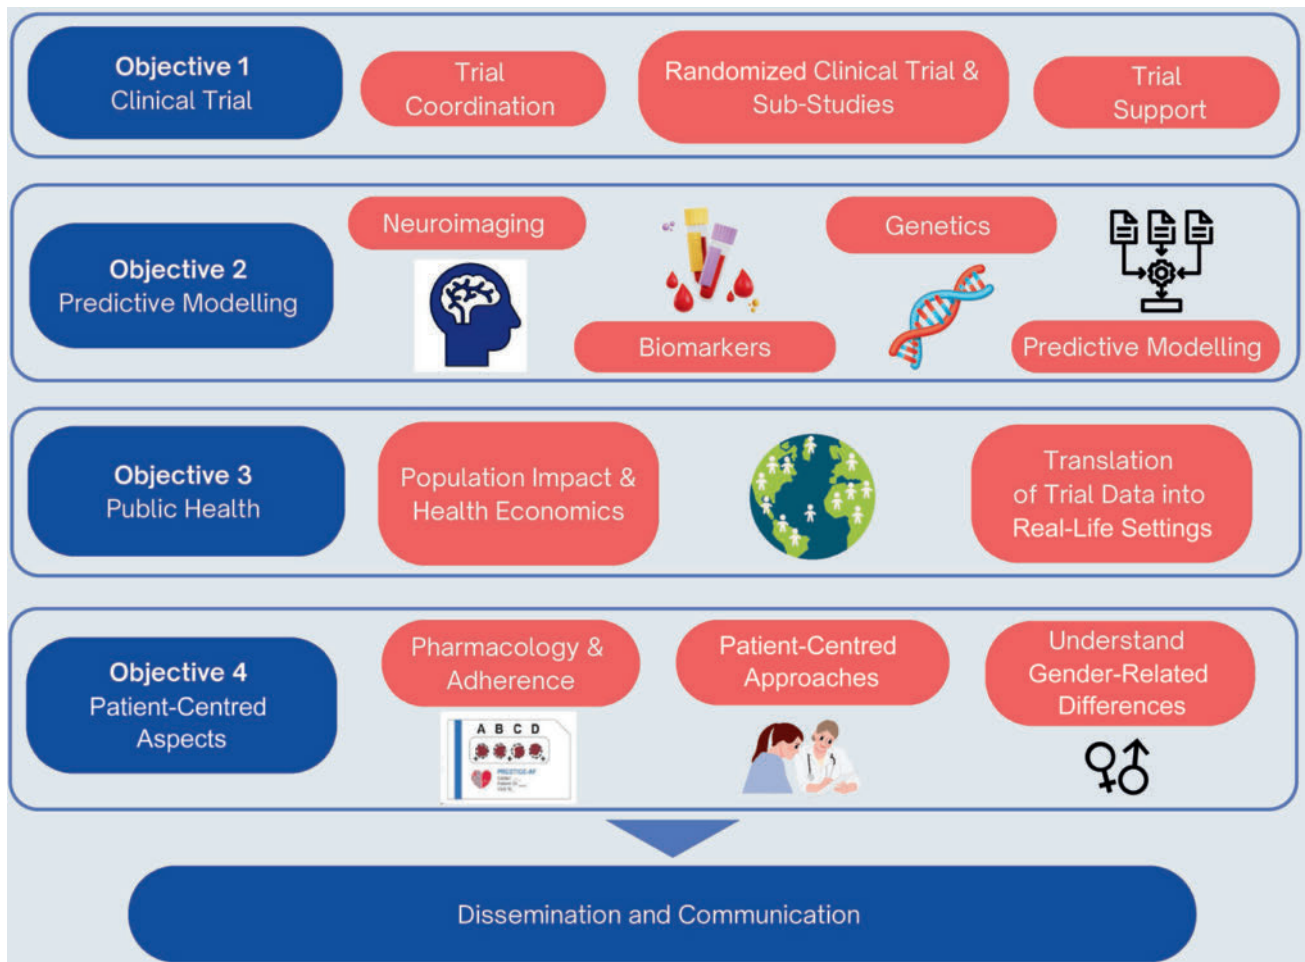 Objective 1
Clinical Trial
Trial
Coordination
Randomized Clinical Trial &
Sub-Studies
Trial
Support
Objective 2
Predictive Modelling
Neuroimaging
Biomarkers
Genetics
Predictive Modelling
Objective 3
Public Health
Population Impact &
Health Economics
Translation
of Trial Data into
Real-Life Settings
Objective 4
Patient-Centred
Aspects
Pharmacology &
Adherence
A B C D
PRESTIGE-AF
Patient-Centred
Approaches
Understand
Gender-Related
Differences
Dissemination and Communication